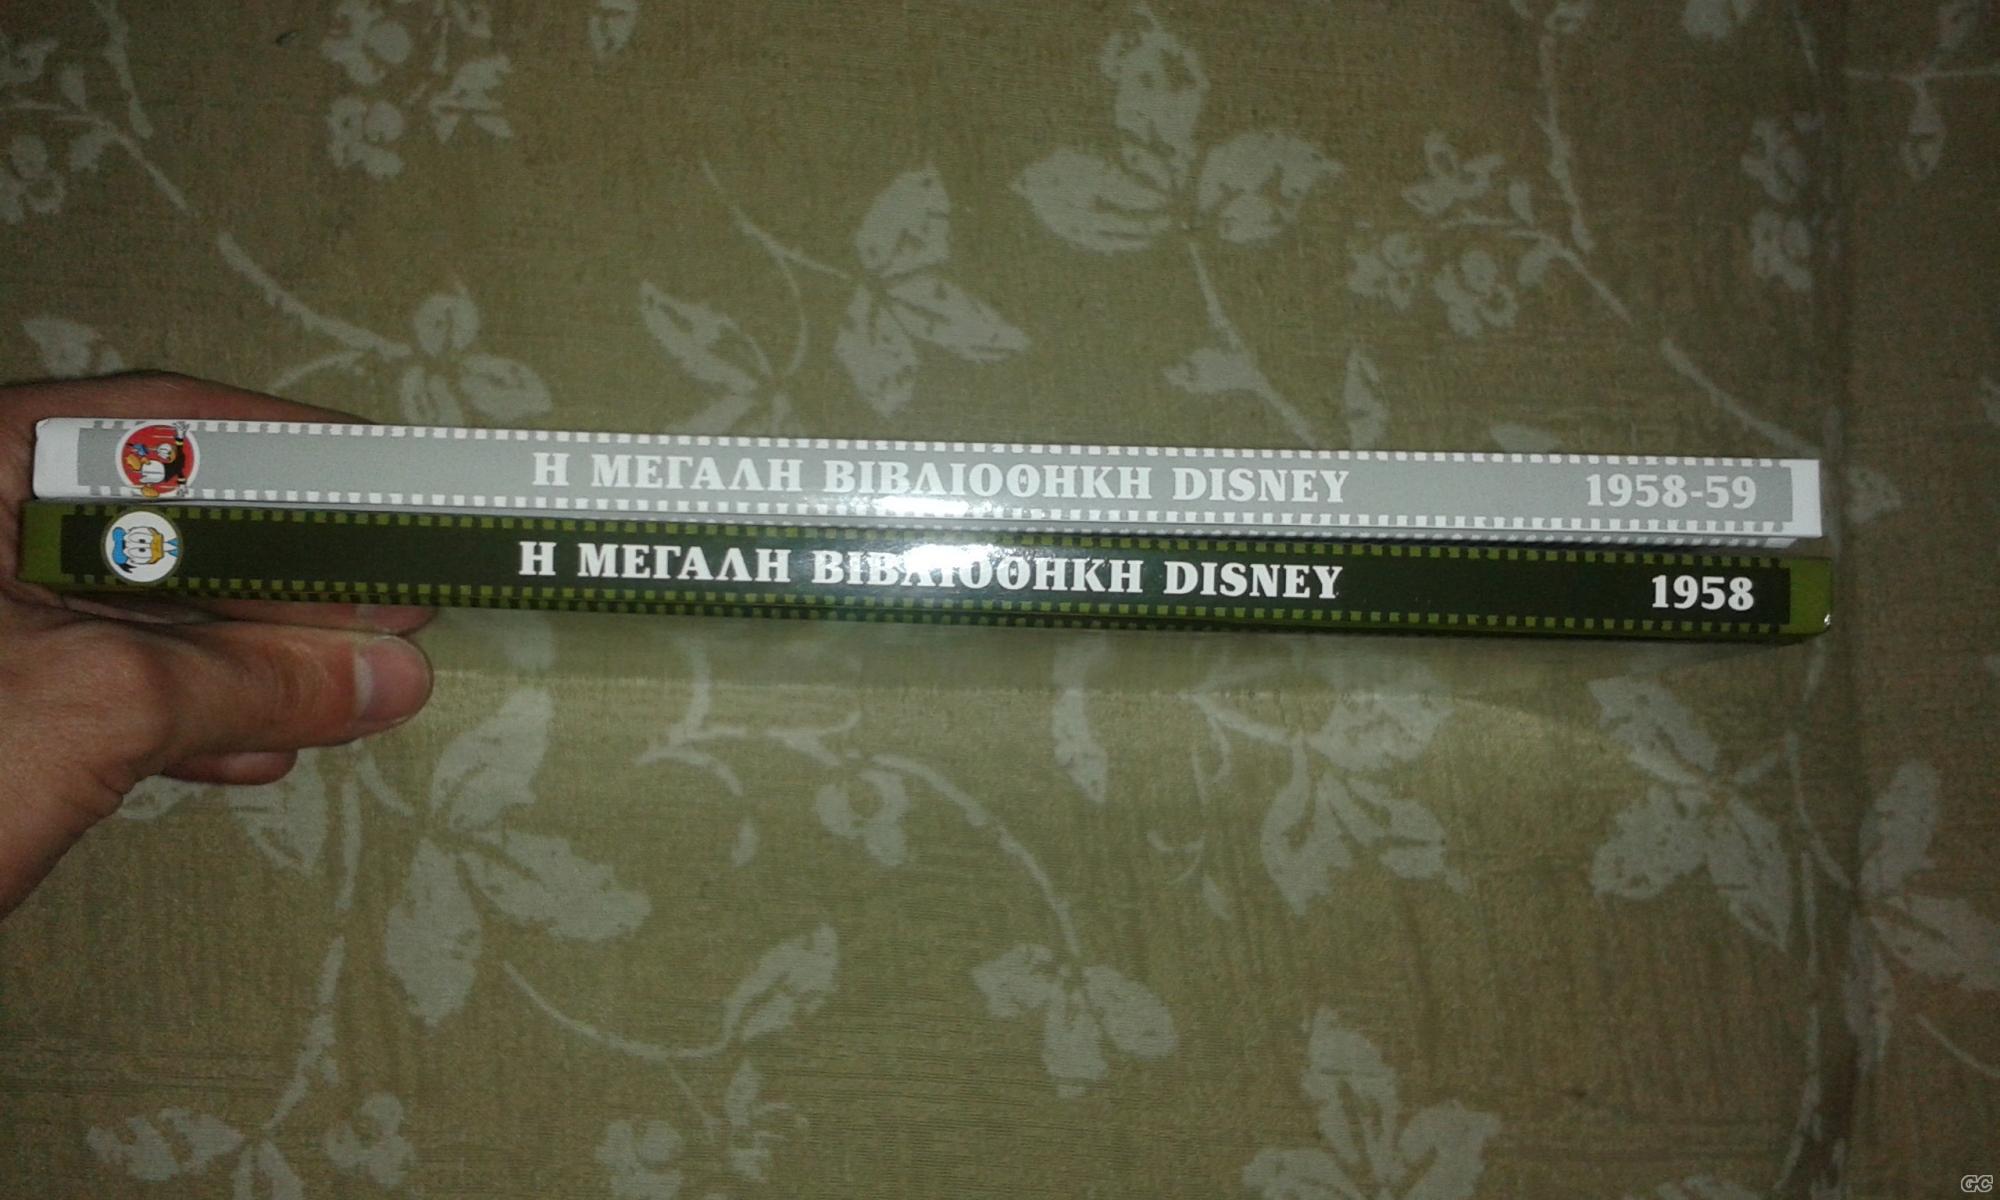 Η ΜΕΓΑΛΗ ΒΙΒΛΙΟΘΗΚΗ DISNEY 1958-59
Η ΜΕΓΑΛΗ ΒΙΒΛΙΟΘΗΚΗ DISNEY 1958
GC